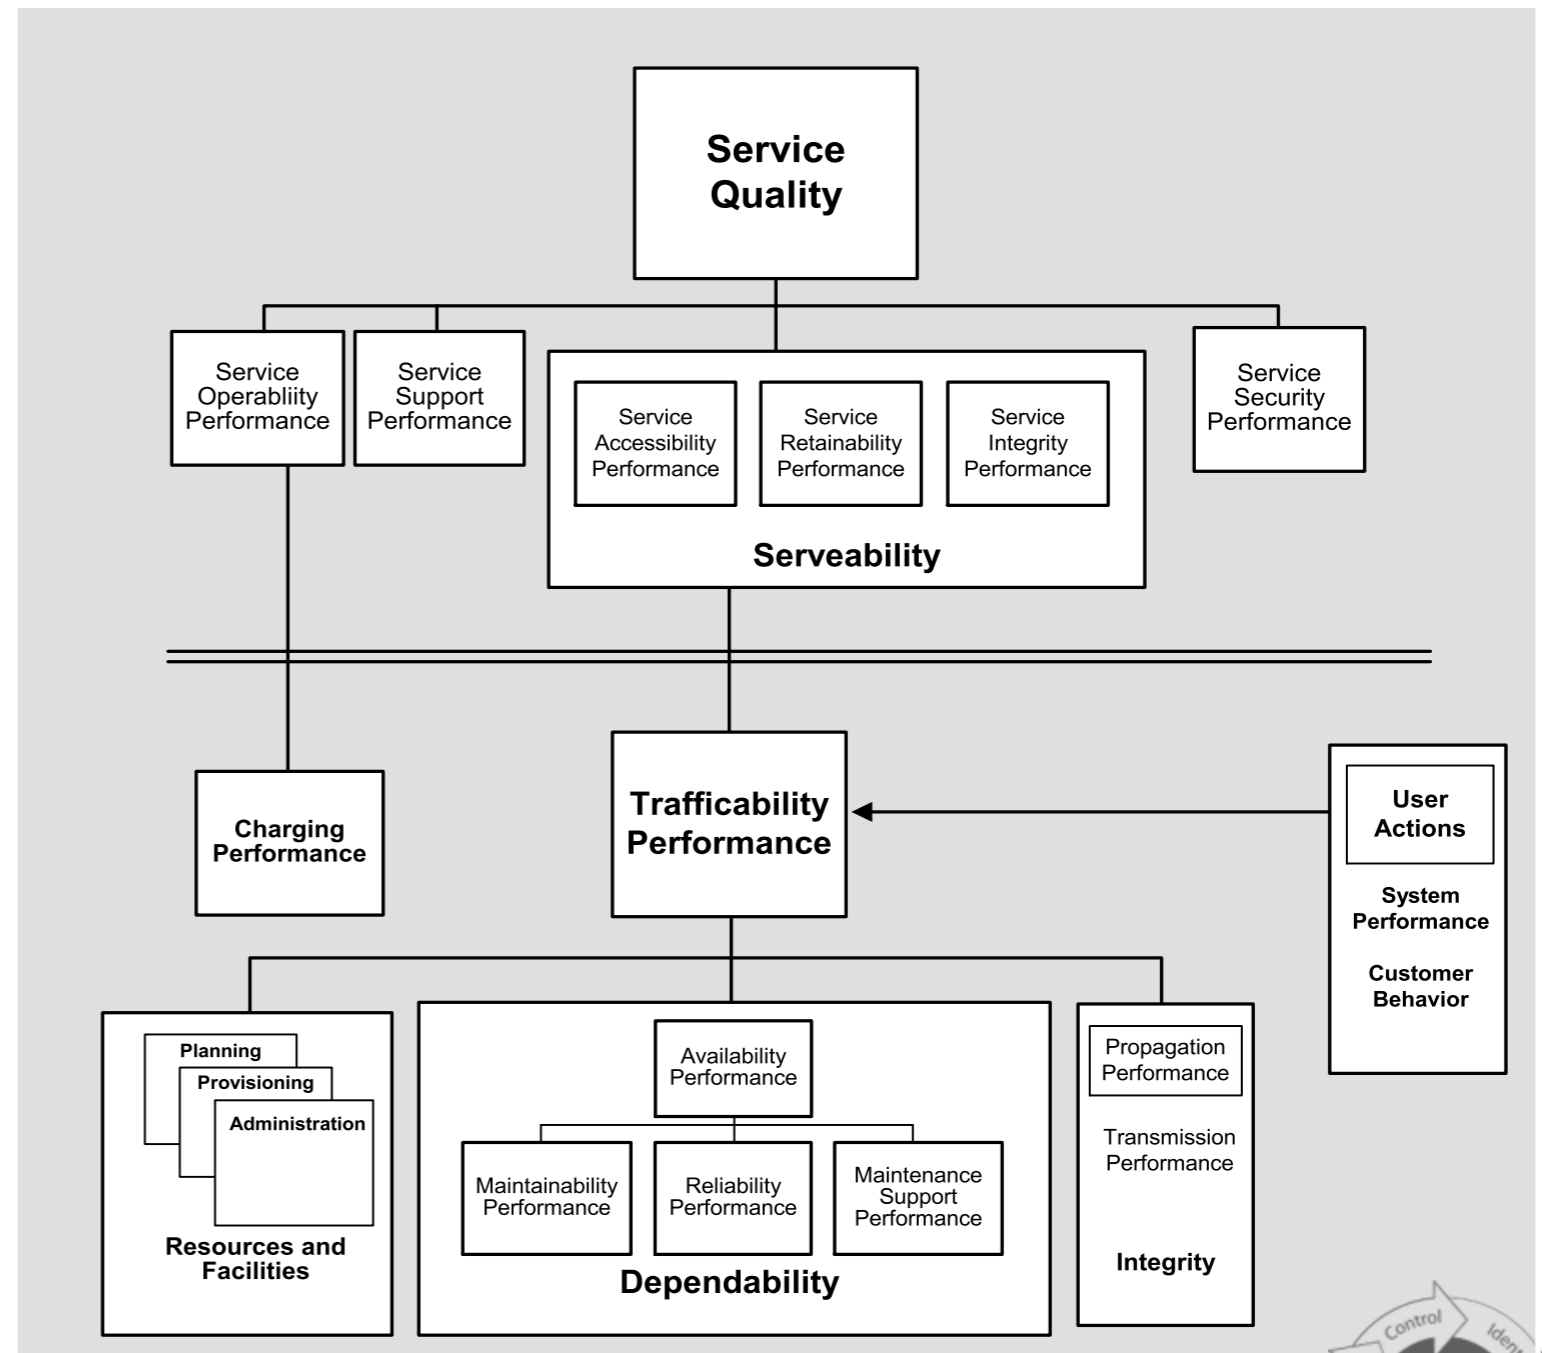 Service
Quality
Service
Operabliity
Performance
Service
Support
Performance
Service
Accessibility
Performance
Service
Retainability
Performance
Service
Integrity
Performance
Serveability
Service
Security
Performance
Charging
Performance
Trafficability
Performance
User
Actions
System
Performance
Customer
Behavior
Planning
Provisioning
Administration
Resources and
Facilities
Availability
Performance
Maintainability
Performance
Reliability
Performance
Maintenance
Support
Performance
Dependability
Propagation
Performance
Transmission
Performance
Integrity
Control